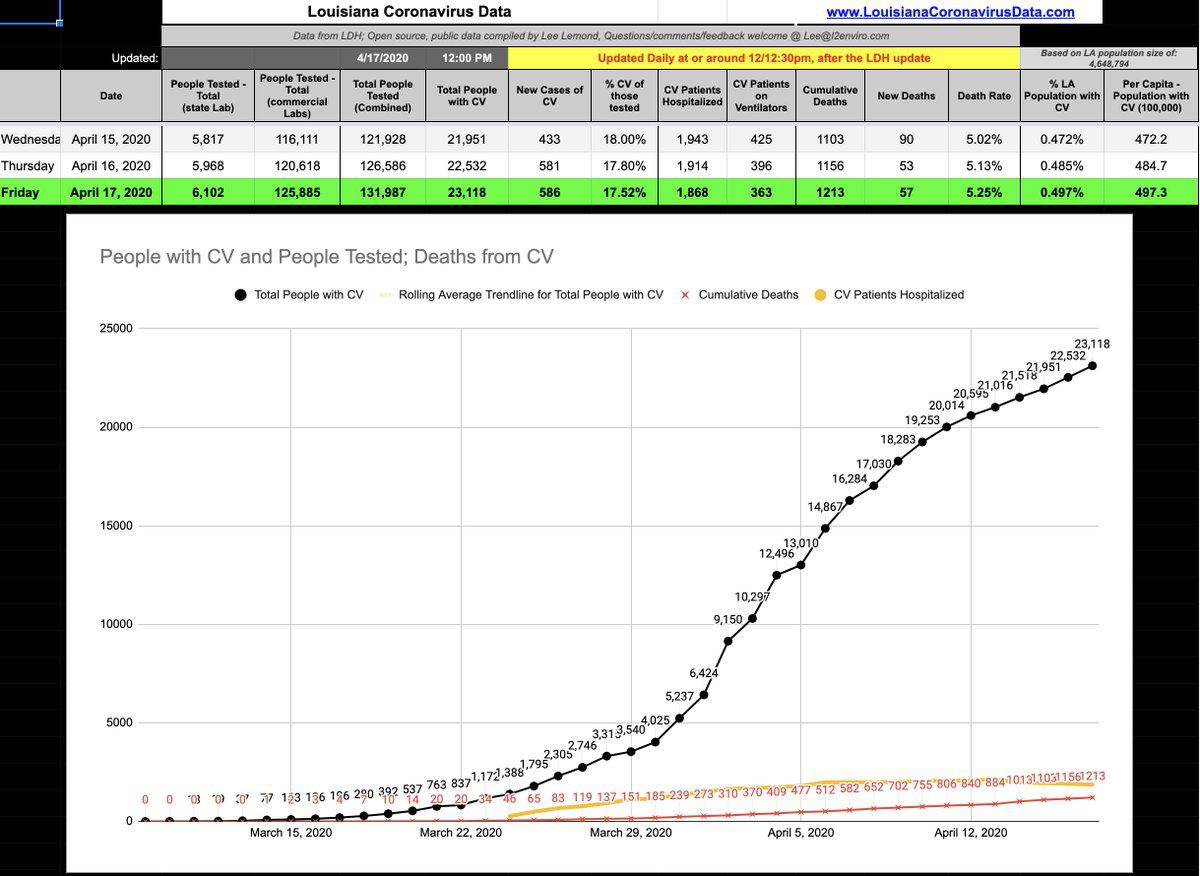 Louisiana Coronavirus Data www.LouisianaCoronavirusData.com
Data from LDH; Open source, public data compiled by Lee Lemond, Questions/comments/feedback welcome @ Lee@l2enviro.com
Updated: 4/17/2020 12:00 PM Updated Daily at or around 12/12:30pm, after the LDH update Based on LA population size of: 4,648,794
Date People Tested - Total (state Lab) People Tested - Total (commercial Labs) Total People Tested (Combined) Total People with CV New Cases of CV % CV of those tested CV Patients Hospitalized CV Patients on Ventilators Cumulative Deaths New Deaths Death Rate % LA Population with CV Per Capita - Population with CV (100,000)
Wednesda April 15, 2020 5,817 116,111 121,928 21,951 433 18.00% 1,943 425 1103 90 5.02% 0.472% 472.2
Thursday April 16, 2020 5,968 120,618 126,586 22,532 581 17.80% 1,914 396 1156 53 5.13% 0.485% 484.7
Friday April 17, 2020 6,102 125,885 131,987 23,118 586 17.52% 1,868 363 1213 57 5.25% 0.497% 497.3
People with CV and People Tested; Deaths from CV
Total People with CV Rolling Average Trendline for Total People with CV Cumulative Deaths CV Patients Hospitalized
25000
20000
15000
10000
5000
0
392 537 763 837 1,172 1,388 1,795 2,305 2,746 3,315 3,540 4,025 5,237 6,424 9,150 10,297 12,496 13,010 14,867 16,284 17,030 18,283 19,253 20,014 20,595 21,016 21,518 21,951 22,532 23,118
0 0 0 0 0 10 14 20 20 34 46 65 83 119 137 151 185 239 273 310 370 409 477 512 582 652 702 755 806 840 884 1013 1103 1156 1213
March 15, 2020 March 22, 2020 March 29, 2020 April 5, 2020 April 12, 2020